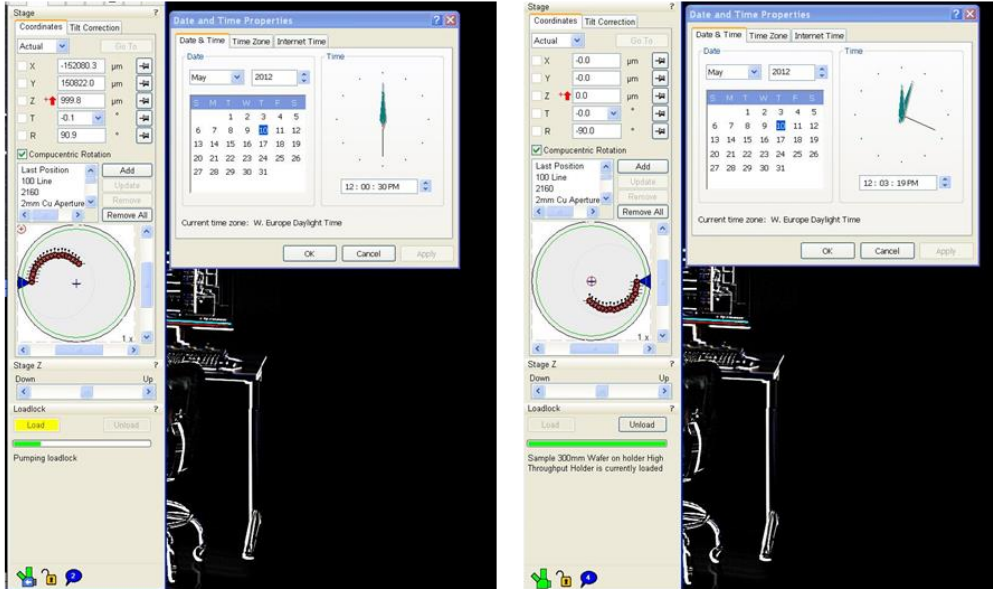 Stage ?
Coordinates Tilt Correction
Actual Go To
X -152080.3 µm
Y 150822.0 µm
Z 999.8 µm
T -0.1 °
R 90.9 °
Compucentric Rotation
Last Position
100 Line
2160
2mm Cu Aperture
Add
Update
Remove
Remove All
1 x
Stage Z ?
Down Up
Loadlock ?
Load Unload
Pumping loadlock
2
Date and Time Properties
Date & Time Time Zone Internet Time
Date
May 2012
S M T W T F S
1 2 3 4 5
6 7 8 9 10 11 12
13 14 15 16 17 18 19
20 21 22 23 24 25 26
27 28 29 30 31
Time
12:00:30 PM
Current time zone: W. Europe Daylight Time
OK Cancel Apply
Stage ?
Coordinates Tilt Correction
Actual Go To
X -0.0 µm
Y -0.0 µm
Z 0.0 µm
T -0.0 °
R -90.0 °
Compucentric Rotation
Last Position
100 Line
2160
2mm Cu Aperture
Add
Update
Remove
Remove All
1 x
Stage Z ?
Down Up
Loadlock ?
Load Unload
Sample 300mm Wafer on holder High
Throughput Holder is currently loaded
4
Date and Time Properties
Date & Time Time Zone Internet Time
Date
May 2012
S M T W T F S
1 2 3 4 5
6 7 8 9 10 11 12
13 14 15 16 17 18 19
20 21 22 23 24 25 26
27 28 29 30 31
Time
12:03:19 PM
Current time zone: W. Europe Daylight Time
OK Cancel Apply